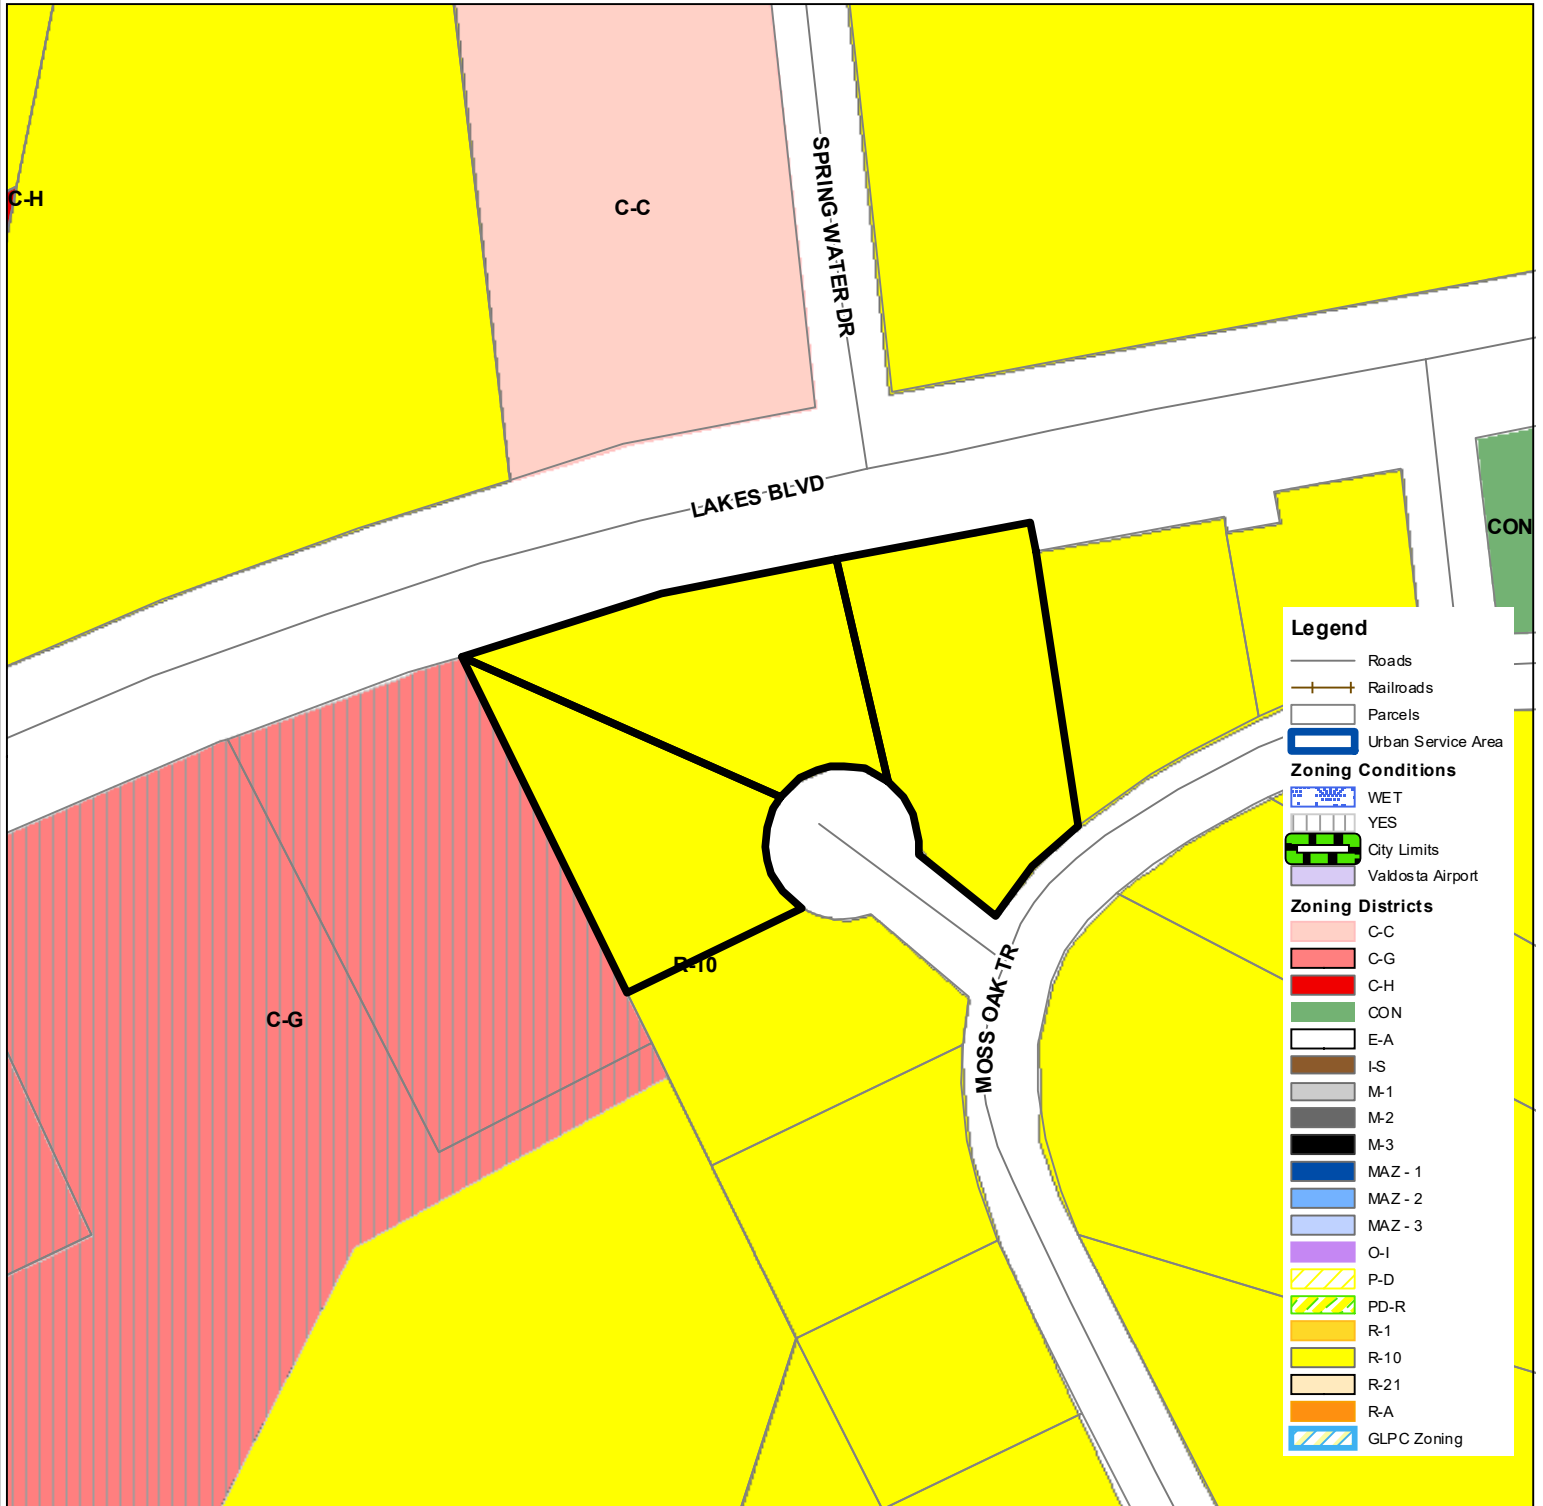 C-H
C-C
SPRING WATER DR
LAKES BLVD
CON
R-10
C-G
MOSS OAK TR
Legend
Roads
Railroads
Parcels
Urban Service Area
Zoning Conditions
WET
YES
City Limits
Valdosta Airport
Zoning Districts
C-C
C-G
C-H
CON
E-A
I-S
M-1
M-2
M-3
MAZ - 1
MAZ - 2
MAZ - 3
O-I
P-D
PD-R
R-1
R-10
R-21
R-A
GLPC Zoning